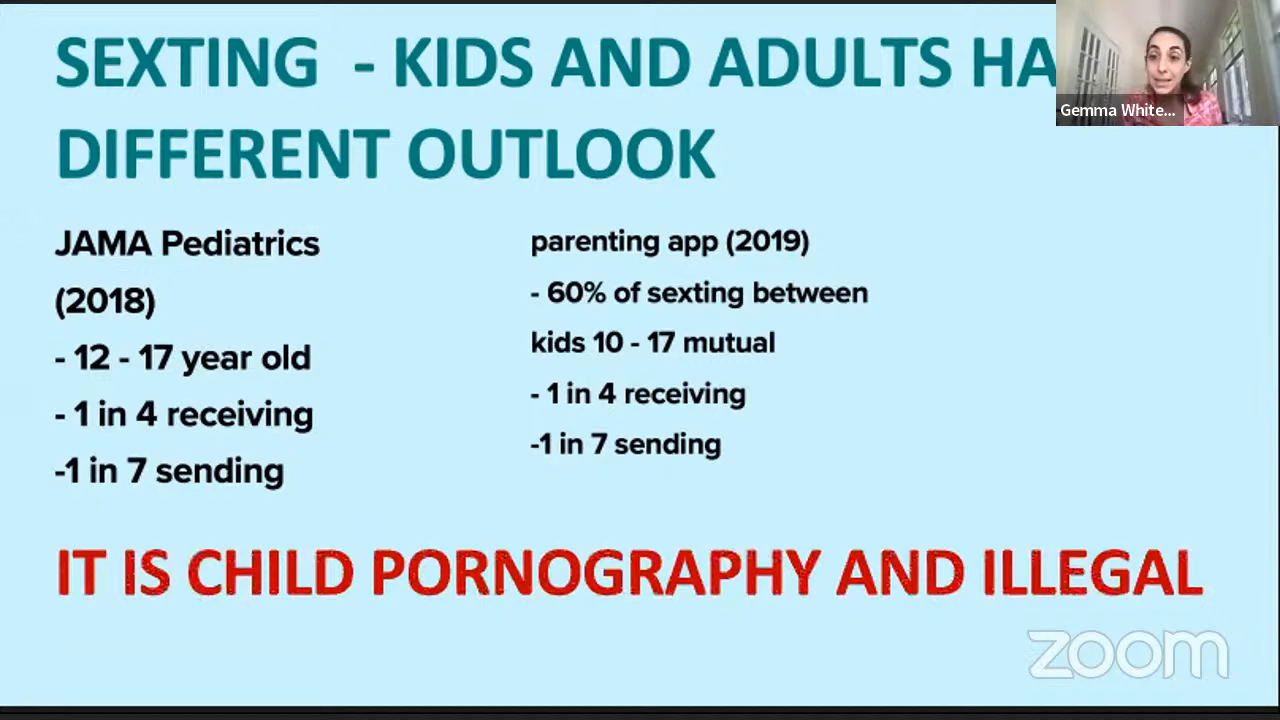 SEXTING - KIDS AND ADULTS HA
DIFFERENT OUTLOOK
Gemma White...
JAMA Pediatrics
(2018)
- 12 - 17 year old
- 1 in 4 receiving
-1 in 7 sending
parenting app (2019)
- 60% of sexting between
kids 10 - 17 mutual
- 1 in 4 receiving
-1 in 7 sending
IT IS CHILD PORNOGRAPHY AND ILLEGAL
zoom